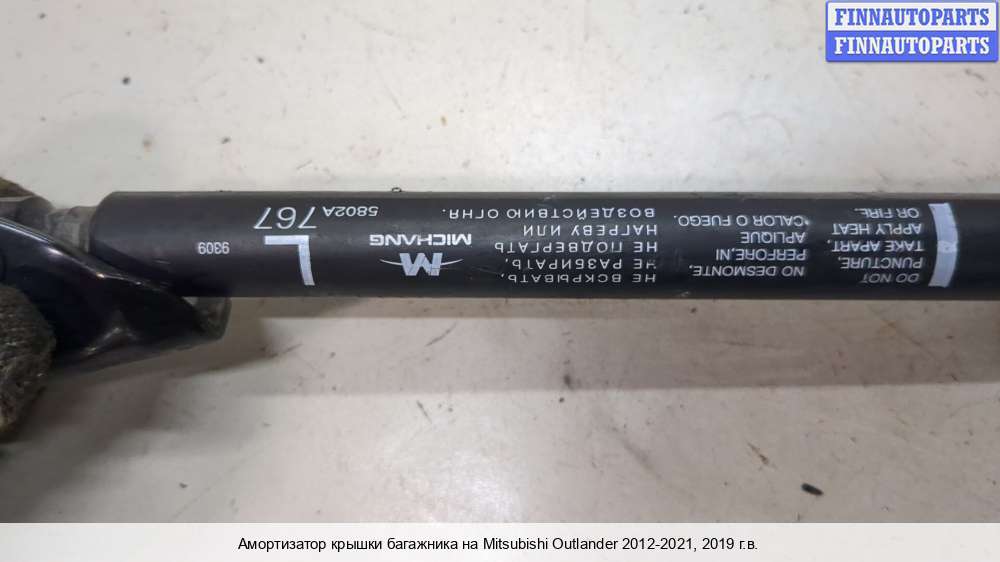 FINNAUTOPARTS
FINNAUTOPARTS
5802A767
L
9309
MICHANG
НЕ ВСКРЫВАТЬ,
НЕ РАЗБИРАТЬ,
НЕ ПОДВЕРГАТЬ
НАГРЕВУ ИЛИ
ВОЗДЕЙСТВИЮ ОГНЯ.
NO DESMONTE,
PERFORE,NI
APLIQUE
CALOR O FUEGO.
DO NOT
PUNCTURE,
TAKE APART,
APPLY HEAT
OR FIRE.
Амортизатор крышки багажника на Mitsubishi Outlander 2012-2021, 2019 г.в.